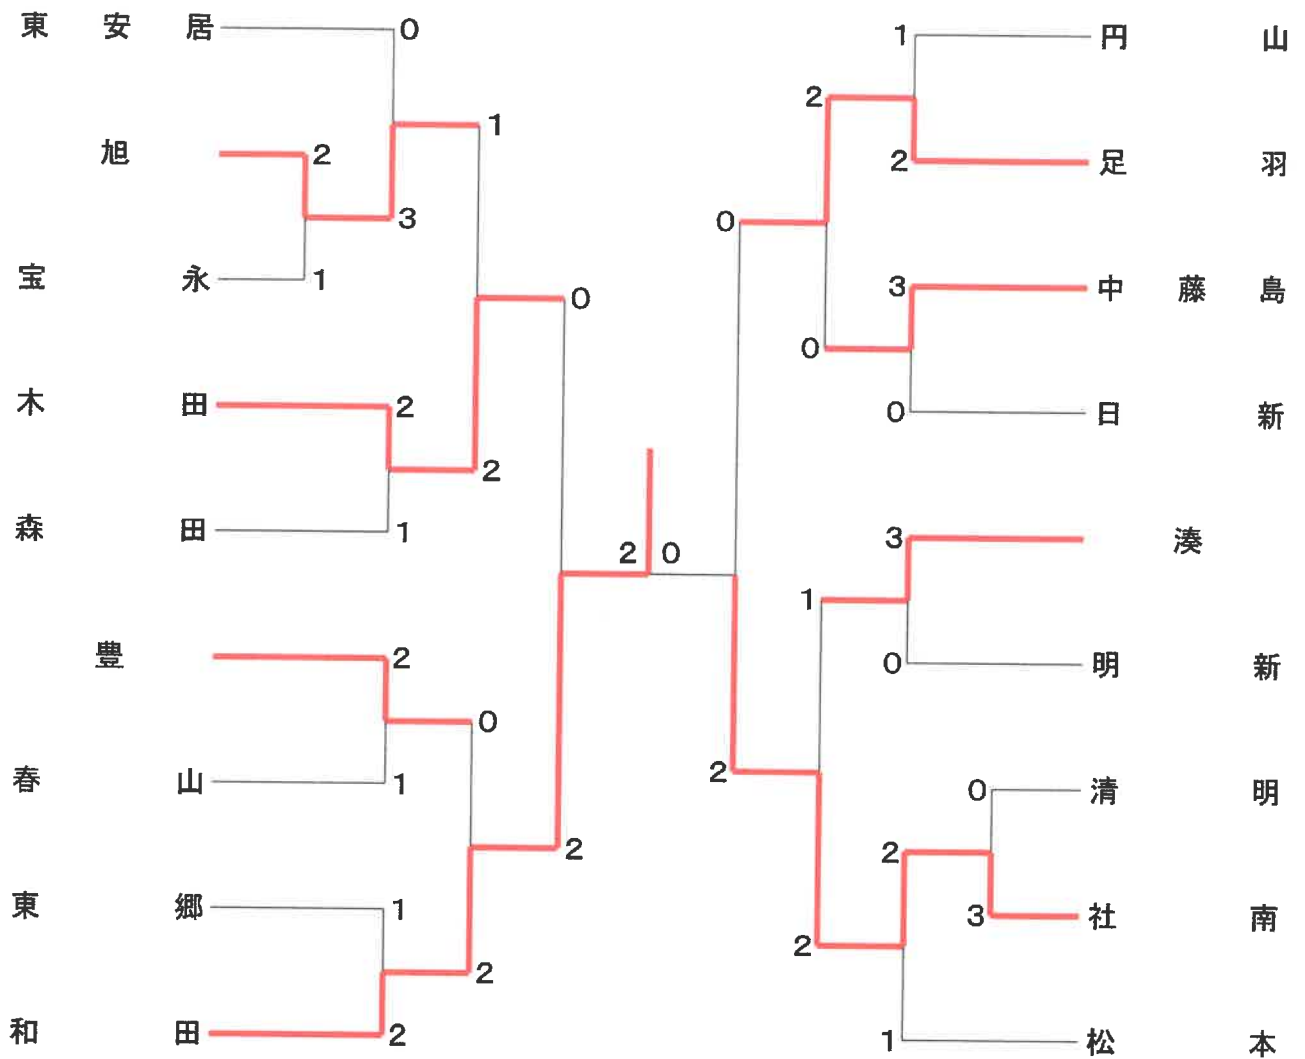 東安居 0
1
旭 2
3
宝永 1
0
木田 2
2
森田 1
豊 2
0
春山 1
2
東郷 1
2
和田 2
2 0
1 円山
2
2 足羽
0
3 中藤島
0
0 日新
3 湊
1
0 明新
2
0 清明
2
3 社南
2
1 松本